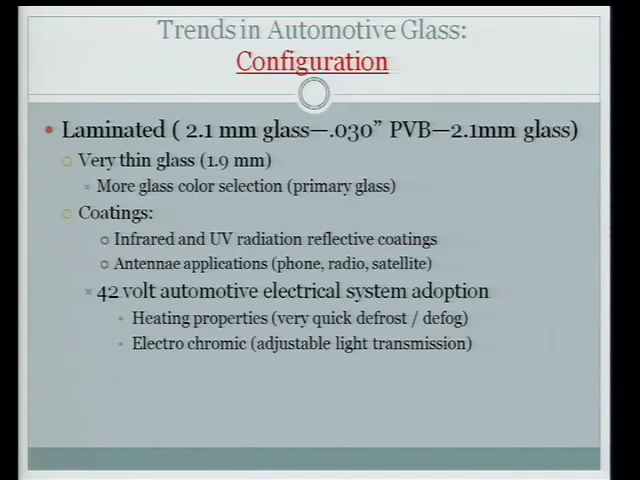 Trends in Automotive Glass:
Configuration
• Laminated ( 2.1 mm glass—.030” PVB—2.1mm glass)
○ Very thin glass (1.9 mm)
× More glass color selection (primary glass)
○ Coatings:
○ Infrared and UV radiation reflective coatings
○ Antennae applications (phone, radio, satellite)
× 42 volt automotive electrical system adoption
• Heating properties (very quick defrost / defog)
• Electro chromic (adjustable light transmission)